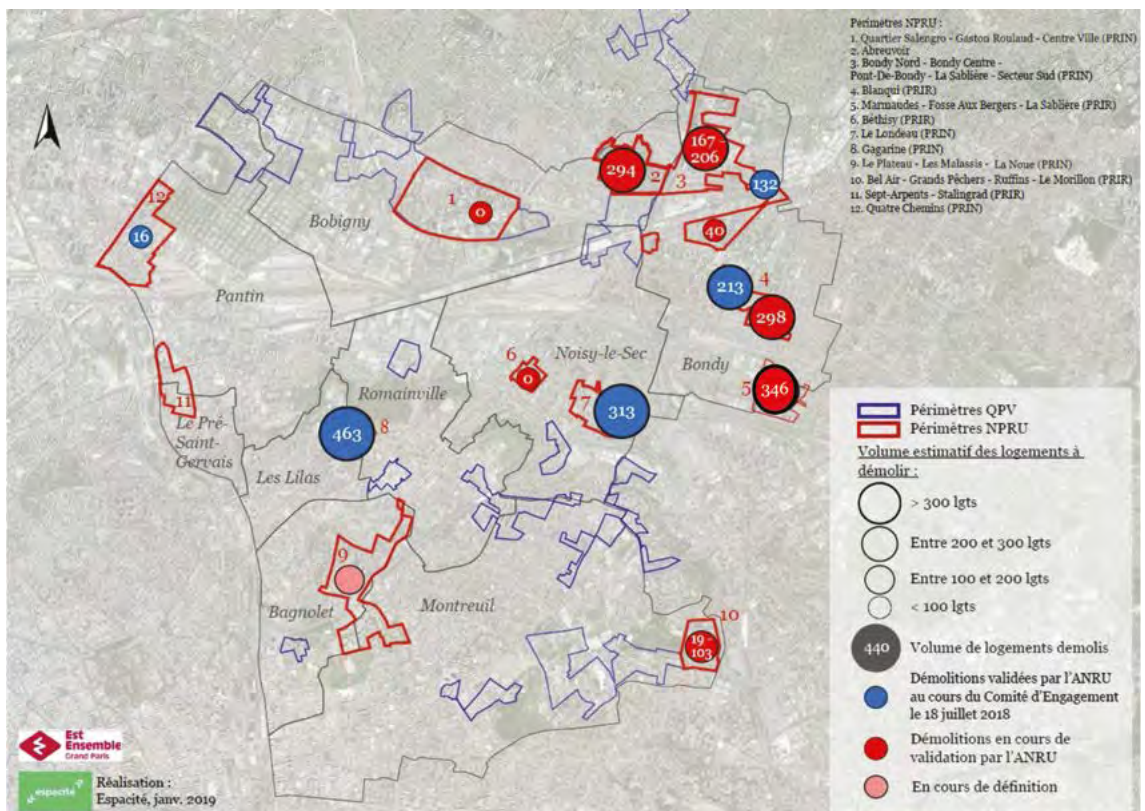 Perimètres NPRU :
1. Quartier Salengro - Gaston Roulaud - Centre Ville (PRIN)
2. Abreuvoir
3. Bondy Nord - Bondy Centre -
Pont-De-Bondy - La Sablière - Secteur Sud (PRIN)
4. Blanqui (PRIR)
5. Marnaudes - Fosse Aux Bergers - La Sablière (PRIR)
6. Béthisy (PRIR)
7. Le Londeau (PRIN)
8. Gagarine (PRIN)
9. Le Plateau - Les Malassis - La Noue (PRIN)
10. Bel Air - Grands Pêchers - Ruffins - Le Morillon (PRIR)
11. Sept-Arpents - Stalingrad (PRIR)
12. Quatre Chemins (PRIN)
167 -
206
294
2
3
132
12
1
0
Bobigny
40
16
Pantin
213
4
298
6
0
Noisy-le-Sec
Bondy
5
346
Romainville
7
313
11
Le Pré-
Saint-
Gervais
463
8
Les Lilas
9
Bagnolet
Montreuil
10
19 -
103
Périmètres QPV
Périmètres NPRU
Volume estimatif des logements à
démolir :
> 300 lgts
Entre 200 et 300 lgts
Entre 100 et 200 lgts
< 100 lgts
440
Volume de logements demolis
Démolitions validées par l'ANRU
au cours du Comité d'Engagement
le 18 juillet 2018
Démolitions en cours de
validation par l'ANRU
En cours de définition
Est
Ensemble
Grand Paris
espacité
Réalisation :
Espacité, janv. 2019